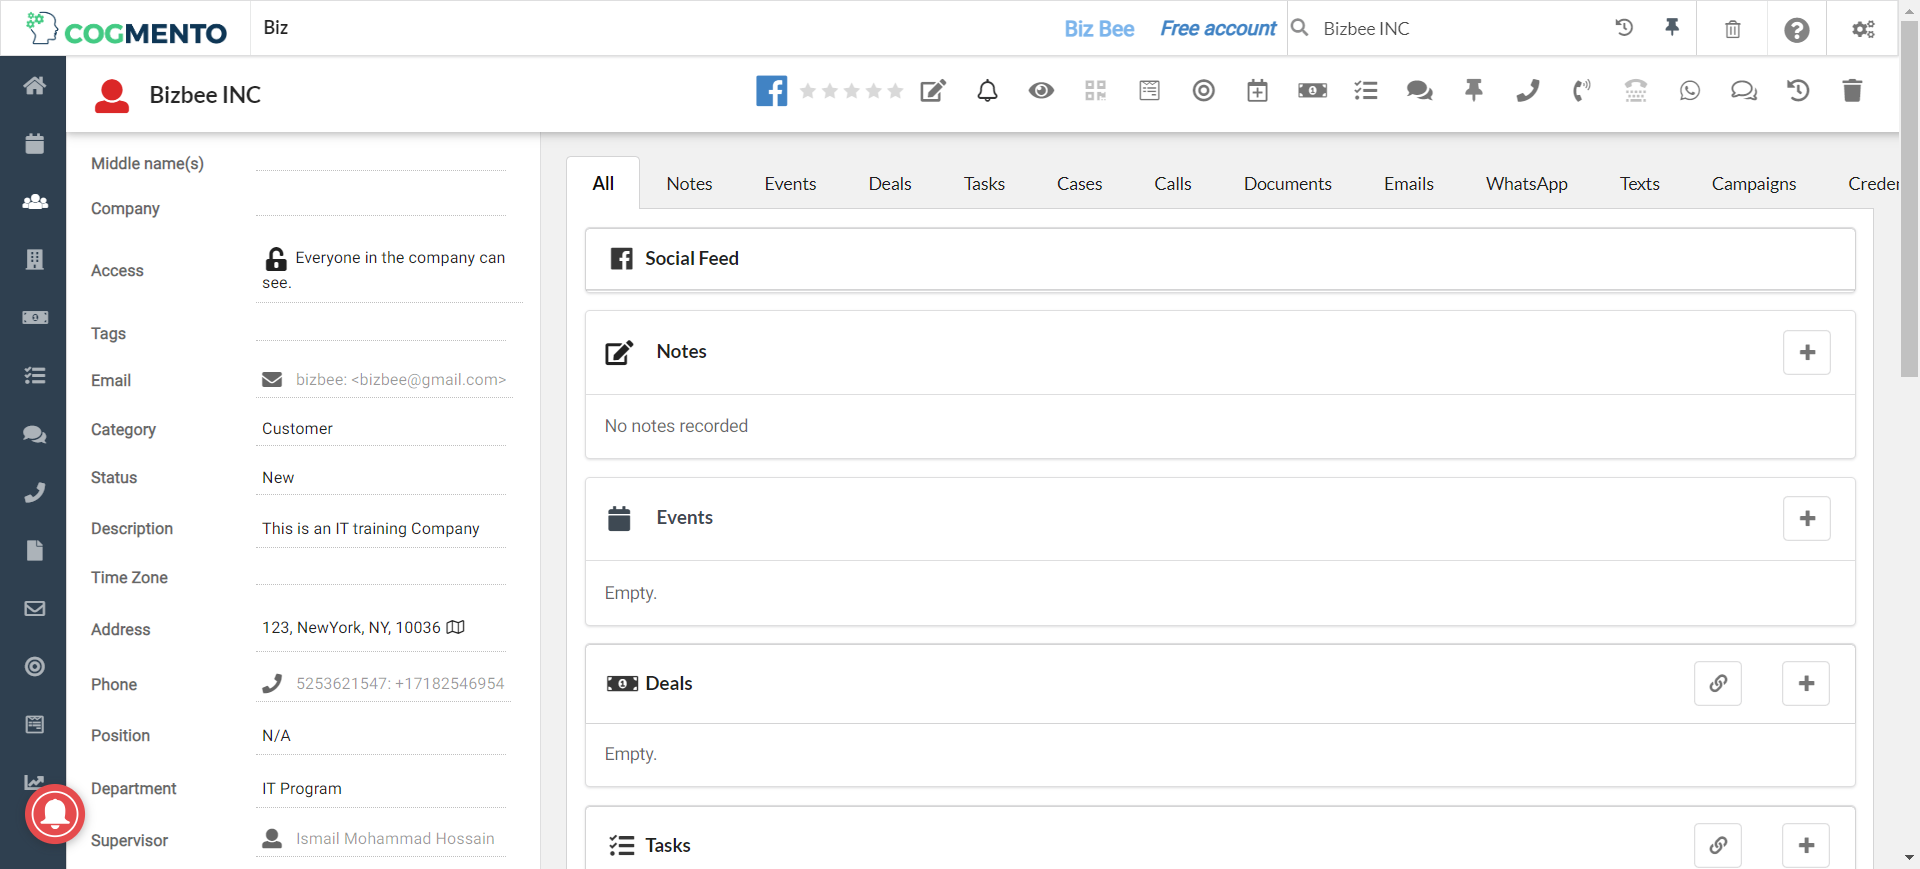 COGMENTO
Biz
Biz Bee
Free account
Bizbee INC
Bizbee INC
Middle name(s)
Company
Access
Everyone in the company can
see.
Tags
Email
bizbee: <bizbee@gmail.com>
Category
Customer
Status
New
Description
This is an IT training Company
Time Zone
Address
123, NewYork, NY, 10036
Phone
5253621547: +17182546954
Position
N/A
Department
IT Program
Supervisor
Ismail Mohammad Hossain
All
Notes
Events
Deals
Tasks
Cases
Calls
Documents
Emails
WhatsApp
Texts
Campaigns
Creder
Social Feed
Notes
No notes recorded
Events
Empty.
Deals
Empty.
Tasks